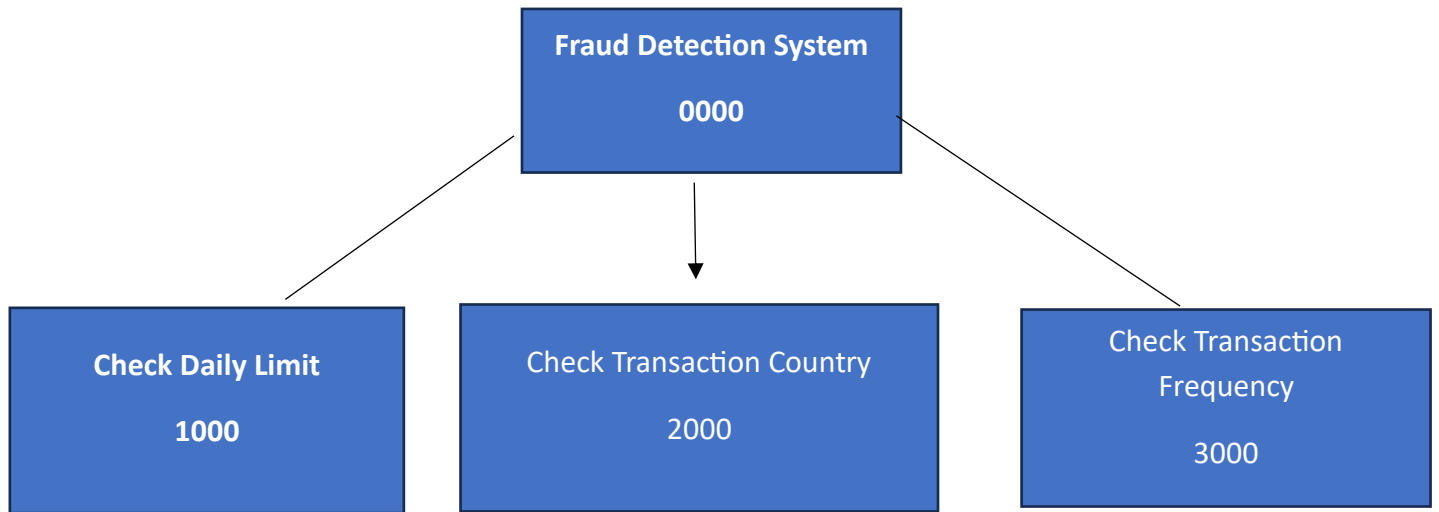 Fraud Detection System
0000
Check Daily Limit
1000
Check Transaction Country
2000
Check Transaction
Frequency
3000